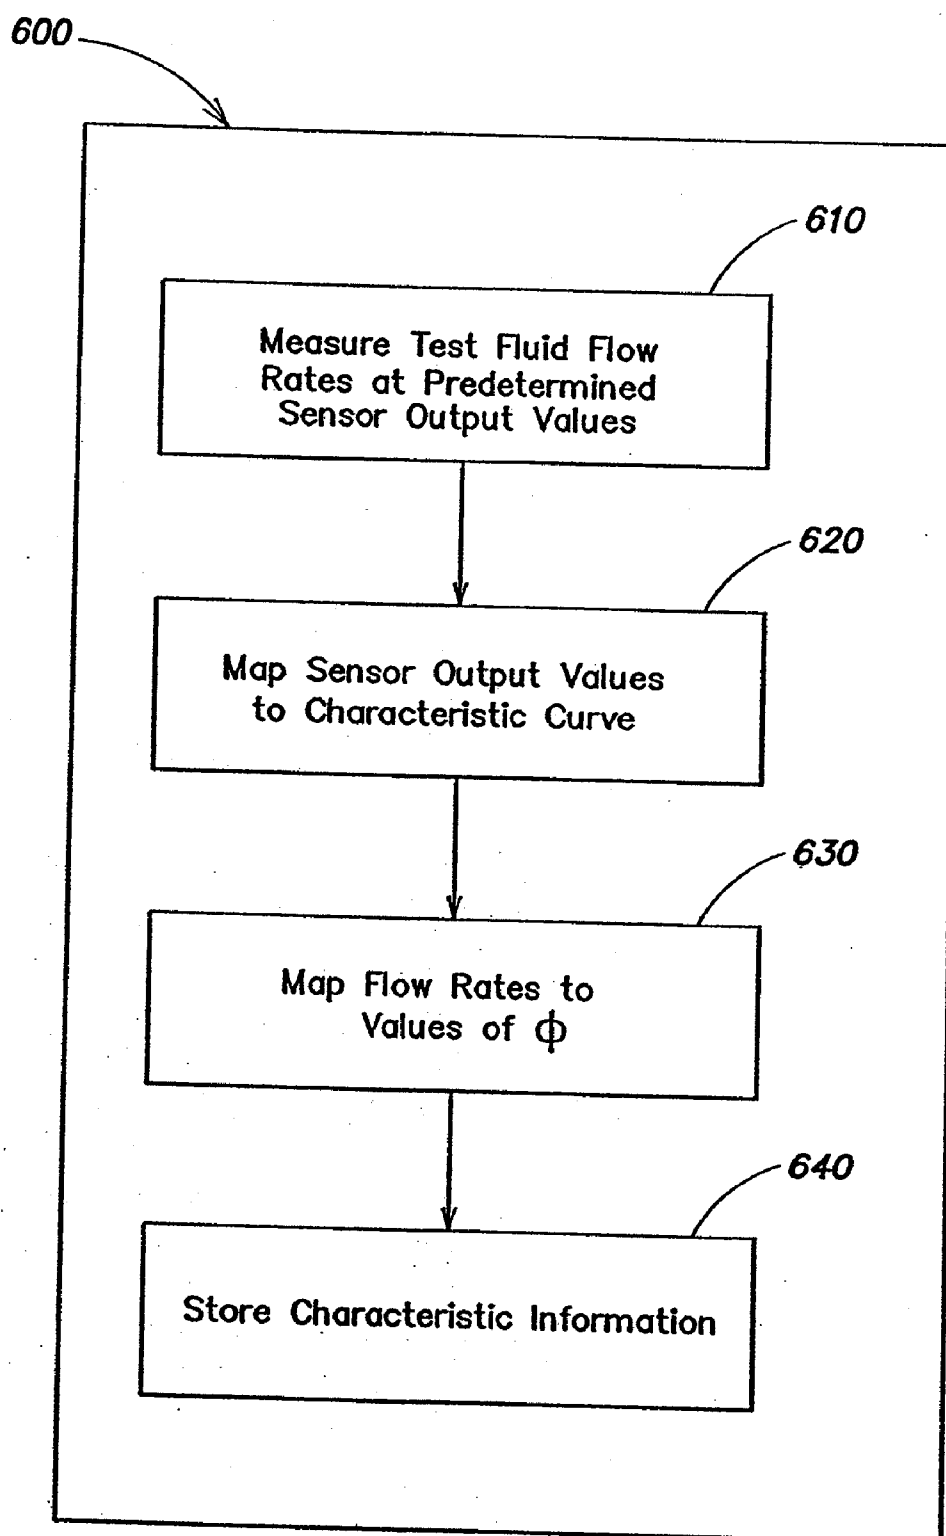 600
610
Measure Test Fluid Flow
Rates at Predetermined
Sensor Output Values
620
Map Sensor Output Values
to Characteristic Curve
630
Map Flow Rates to
Values of ϕ
640
Store Characteristic Information